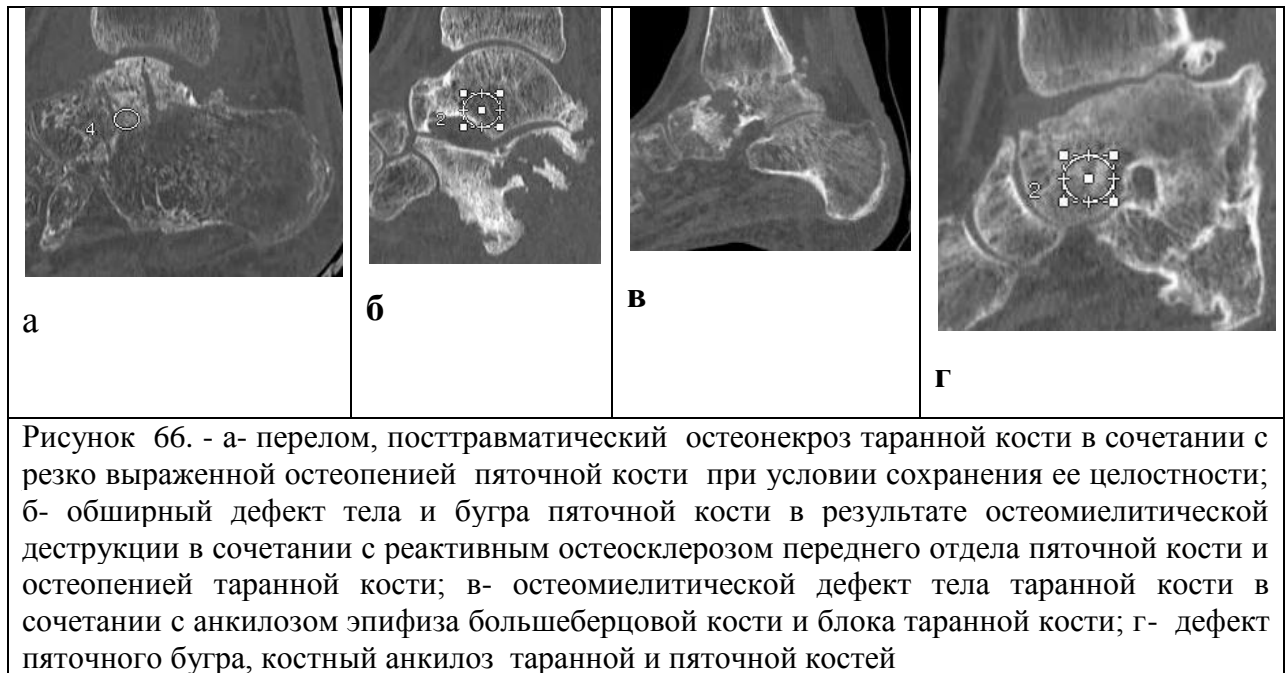 4
2
2
а
б
в
г
Рисунок 66. - а- перелом, посттравматический остеонекроз таранной кости в сочетании с
резко выраженной остеопенией пяточной кости при условии сохранения ее целостности;
б- обширный дефект тела и бугра пяточной кости в результате остеомиелитической
деструкции в сочетании с реактивным остеосклерозом переднего отдела пяточной кости и
остеопенией таранной кости; в- остеомиелитической дефект тела таранной кости в
сочетании с анкилозом эпифиза большеберцовой кости и блока таранной кости; г- дефект
пяточного бугра, костный анкилоз таранной и пяточной костей